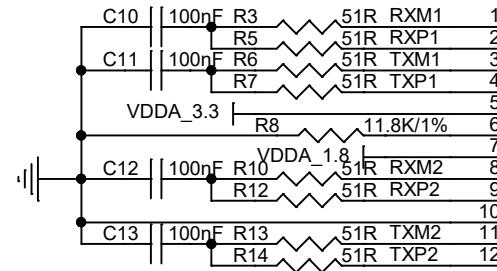 C10 100nF R3 51R RXM1 1
R5 51R RXP1 2
C11 100nF R6 51R TXM1 3
R7 51R TXP1 4
VDDA_3.3 5
R8 11.8K/1% 6
VDDA_1.8 7
C12 100nF R10 51R RXM2 8
R12 51R RXP2 9
10
C13 100nF R13 51R TXM2 11
R14 51R TXP2 12